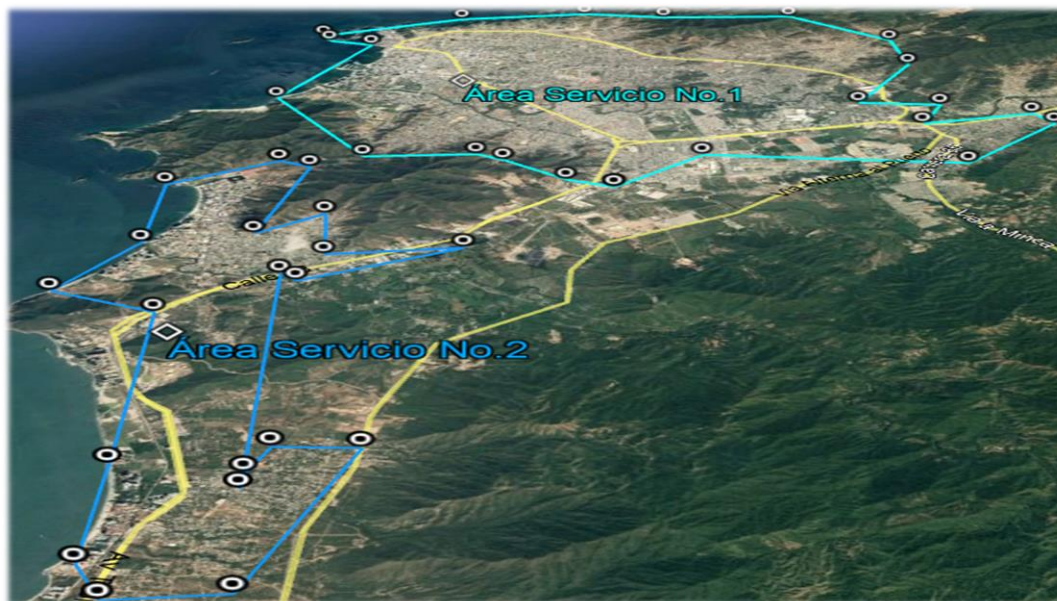 Área Servicio No.1
Vía Alterna al Puerto
Vía a Minca
Calle
Área Servicio No.2
Av